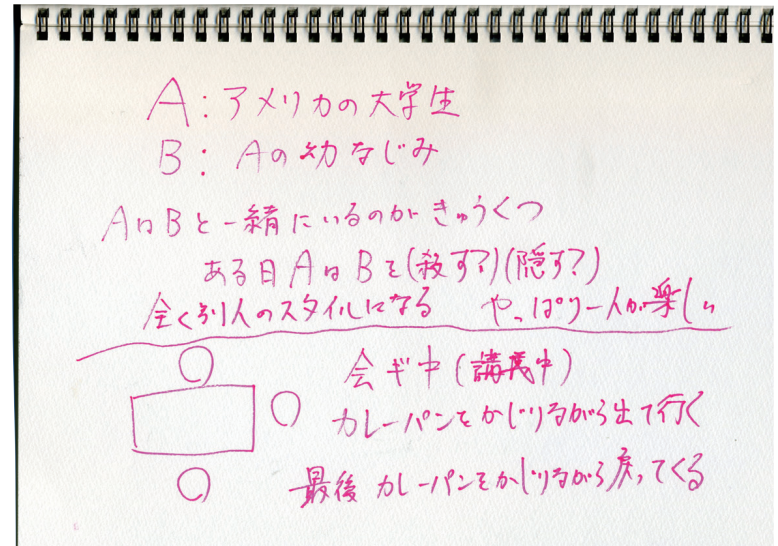 A:アメリカの大学生
B: Aの幼なじみ
AはBと一緒にいるのがきゅうくつ
ある日AはBを(殺す?)(隠す?)
全く別人のスタイルになる やっぱり一人が楽しい
会ギ中(講義中)
カレーパンをかじりながら出て行く
最後 カレーパンをかじりながら戻ってくる